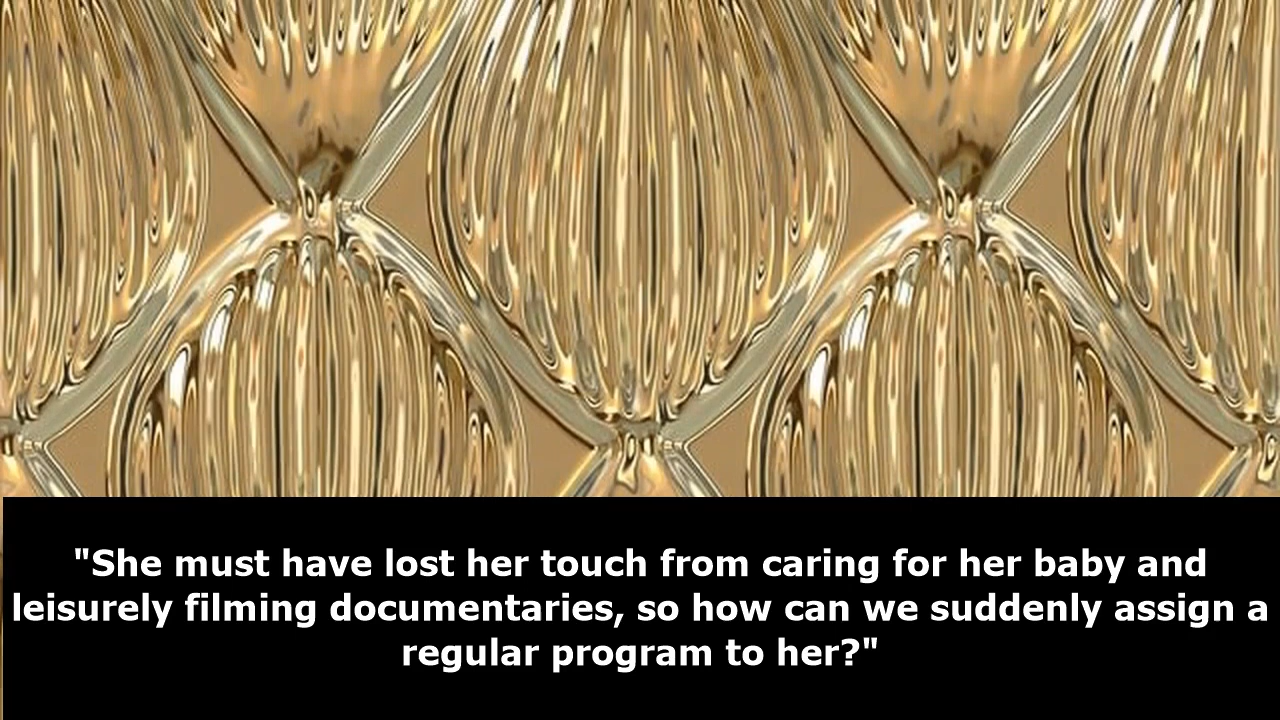 "She must have lost her touch from caring for her baby and
leisurely filming documentaries, so how can we suddenly assign a
regular program to her?"